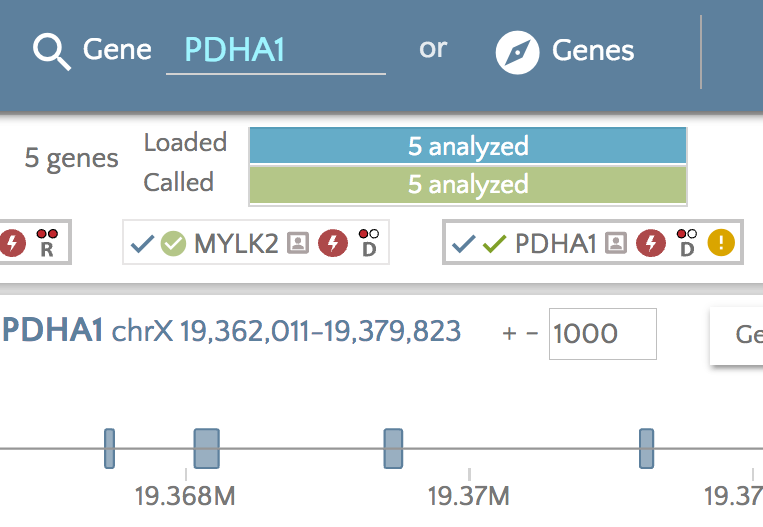 Gene PDHA1 or Genes
5 genes
Loaded 5 analyzed
Called 5 analyzed
R MYLK2 D PDHA1 D !
PDHA1 chrX 19,362,011-19,379,823 + - 1000 Ge
19.368M 19.37M 19.37